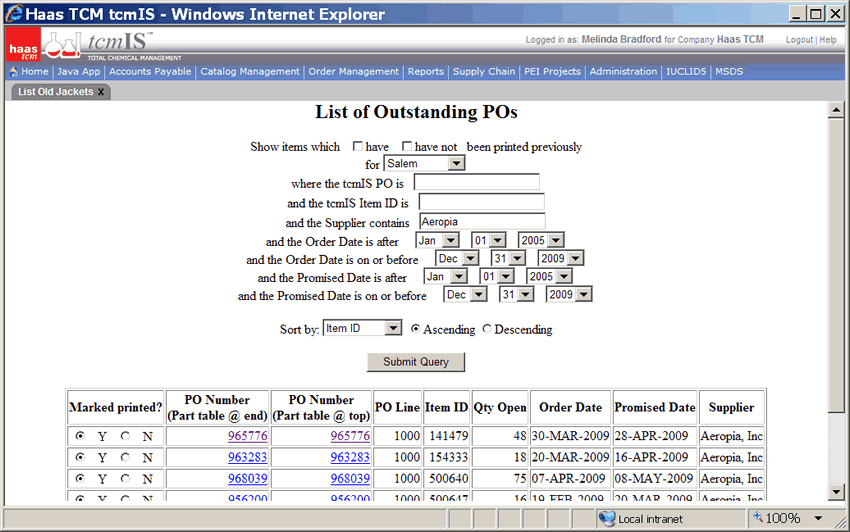 Haas TCM tcmIS - Windows Internet Explorer
haas tcm
tcmIS™
TOTAL CHEMICAL MANAGEMENT
Logged in as: Melinda Bradford for Company Haas TCM Logout | Help
Home | Java App | Accounts Payable | Catalog Management | Order Management | Reports | Supply Chain | PEI Projects | Administration | IUCLID5 | MSDS
List Old Jackets x
List of Outstanding POs
Show items which have have not been printed previously
for Salem
where the tcmIS PO is
and the tcmIS Item ID is
and the Supplier contains Aeropia
and the Order Date is after Jan 01 2005
and the Order Date is on or before Dec 31 2009
and the Promised Date is after Jan 01 2005
and the Promised Date is on or before Dec 31 2009
Sort by: Item ID Ascending Descending
Submit Query
Marked printed? PO Number (Part table @ end) PO Number (Part table @ top) PO Line Item ID Qty Open Order Date Promised Date Supplier
Y N 965776 965776 1000 141479 48 30-MAR-2009 28-APR-2009 Aeropia, Inc
Y N 963283 963283 1000 154333 18 20-MAR-2009 16-APR-2009 Aeropia, Inc
Y N 968039 968039 1000 500640 75 07-APR-2009 08-MAY-2009 Aeropia, Inc
Y N 956200 956200 1000 500647 16 19-FEB-2009 20-MAR-2009 Aeropia, Inc
Local intranet 100%